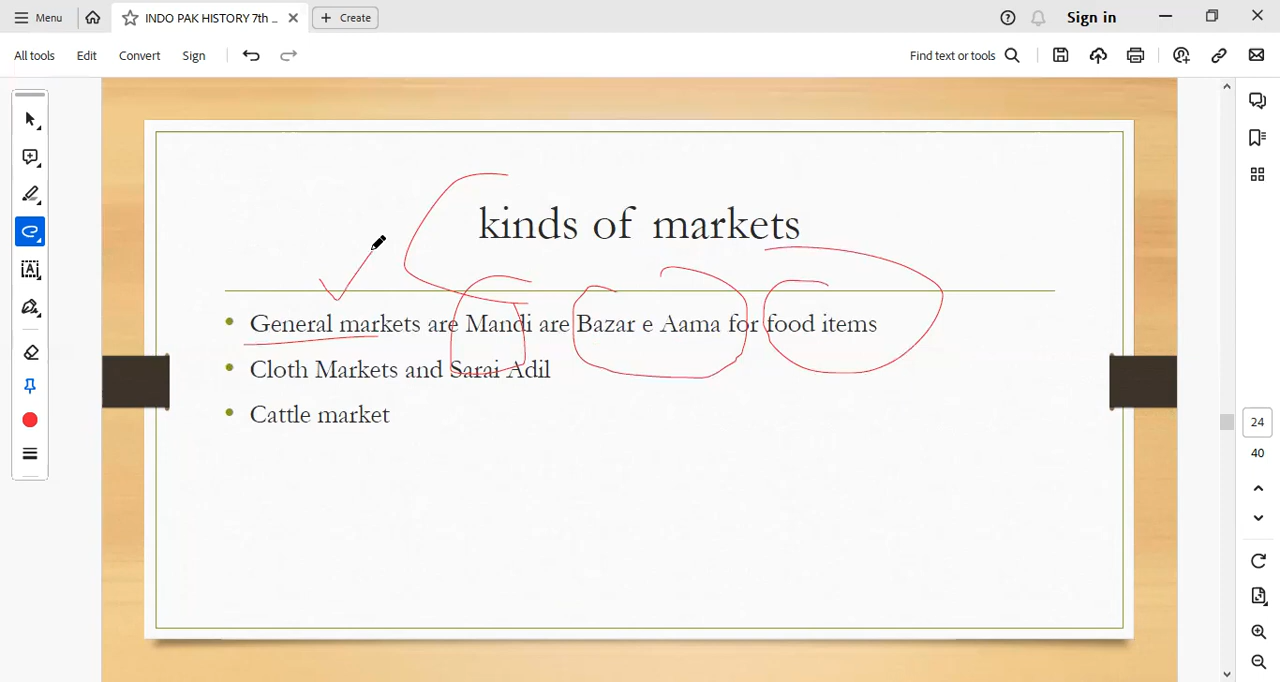 Menu
INDO PAK HISTORY 7th ...
Create
Sign in
All tools
Edit
Convert
Sign
Find text or tools
kinds of markets
General markets are Mandi are Bazar e Aama for food items
Cloth Markets and Sarai Adil
Cattle market
24
40